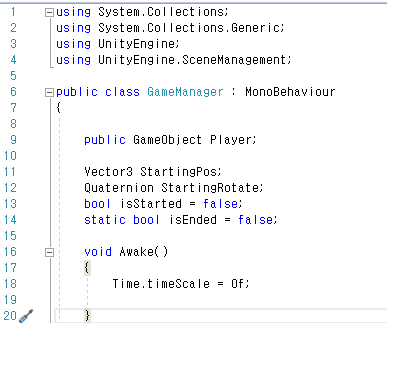 1 using System.Collections;
2 using System.Collections.Generic;
3 using UnityEngine;
4 using UnityEngine.SceneManagement;
5
6 public class GameManager : MonoBehaviour
7 {
8
9 public GameObject Player;
10
11 Vector3 StartingPos;
12 Quaternion StartingRotate;
13 bool isStarted = false;
14 static bool isEnded = false;
15
16 void Awake()
17 {
18 Time.timeScale = 0f;
19
20 }